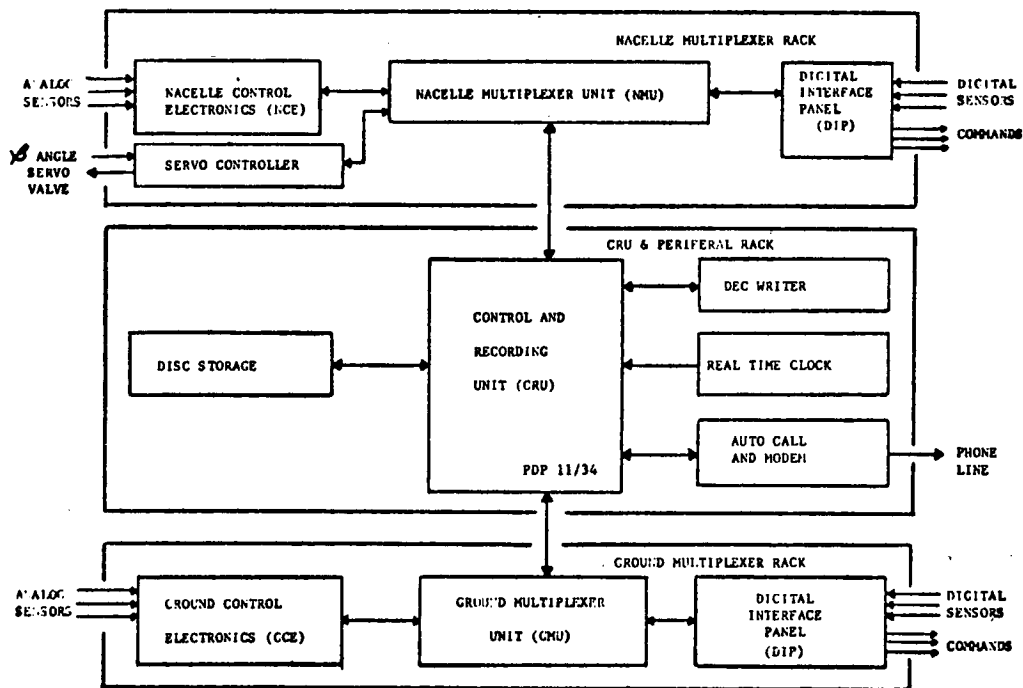 NACELLE MULTIPLEXER RACK
ANALOG
SENSORS
NACELLE CONTROL
ELECTRONICS (NCE)
NACELLE MULTIPLEXER UNIT (NMU)
DIGITAL
INTERFACE
PANEL
(DIP)
DIGITAL
SENSORS
COMMANDS
ANGLE
SERVO
VALVE
SERVO CONTROLLER
CRU & PERIFERAL RACK
DISC STORAGE
CONTROL AND
RECORDING
UNIT (CRU)
PDP 11/34
DEC WRITER
REAL TIME CLOCK
AUTO CALL
AND MODEM
PHONE
LINE
GROUND MULTIPLEXER RACK
ANALOG
SENSORS
GROUND CONTROL
ELECTRONICS (GCE)
GROUND MULTIPLEXER
UNIT (GMU)
DIGITAL
INTERFACE
PANEL
(DIP)
DIGITAL
SENSORS
COMMANDS